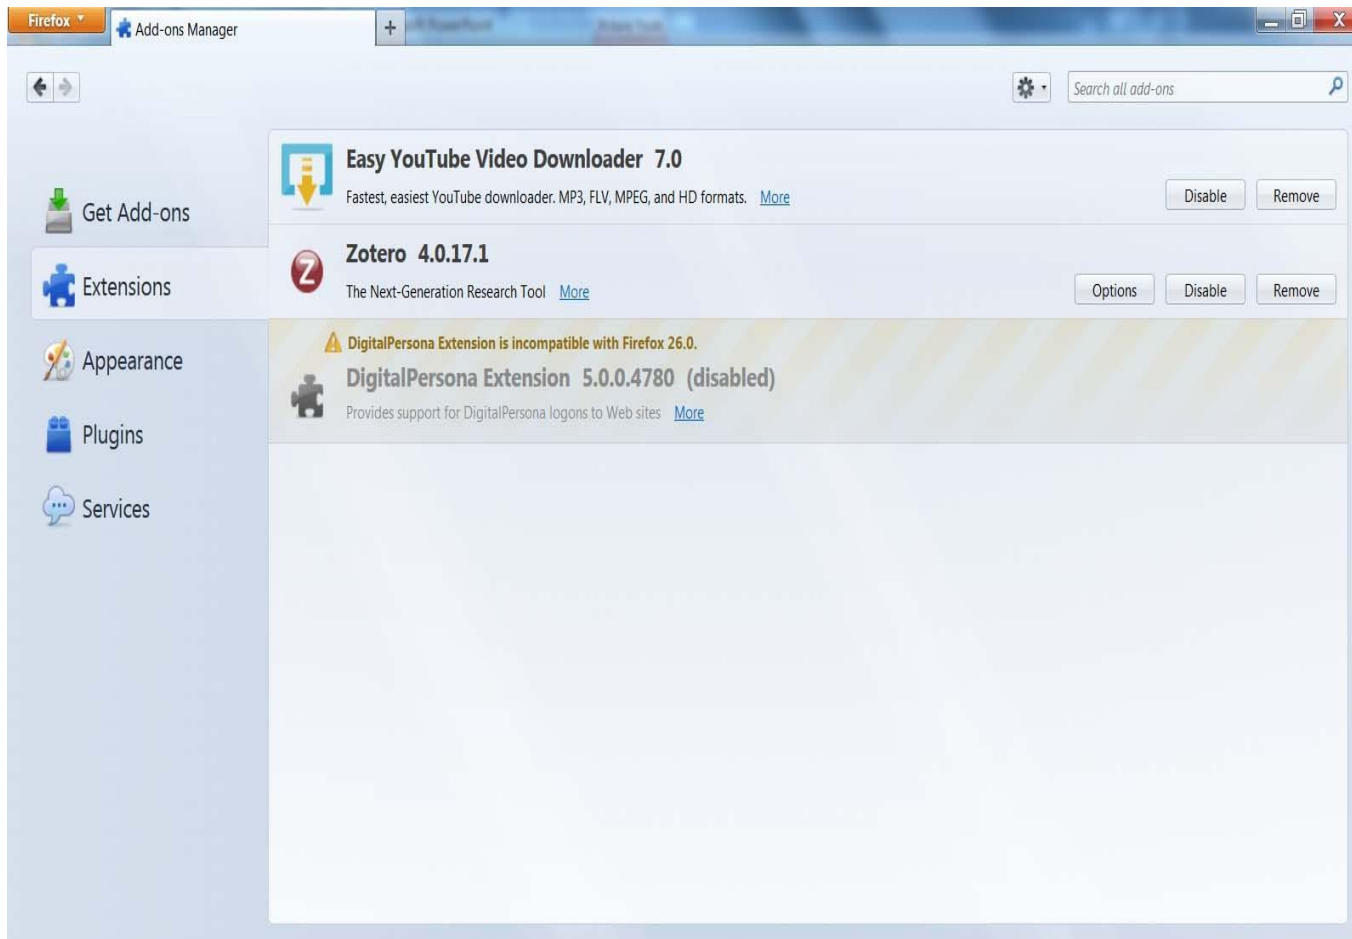 Firefox
Add-ons Manager
+
Search all add-ons
Get Add-ons
Extensions
Appearance
Plugins
Services
Easy YouTube Video Downloader 7.0
Fastest, easiest YouTube downloader. MP3, FLV, MPEG, and HD formats. More
Disable Remove
Zotero 4.0.17.1
The Next-Generation Research Tool More
Options Disable Remove
DigitalPersona Extension is incompatible with Firefox 26.0.
DigitalPersona Extension 5.0.0.4780 (disabled)
Provides support for DigitalPersona logons to Web sites More